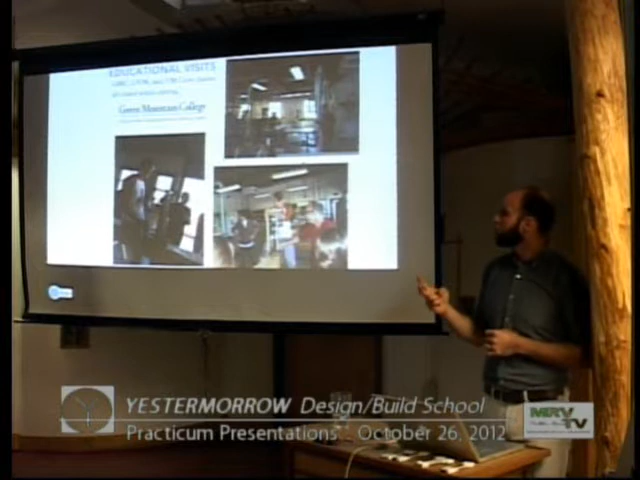 EDUCATIONAL VISITS
Green Mountain College
YESTERMORROW Design/Build School
Practicum Presentations - October 26, 2012
MRV
TV